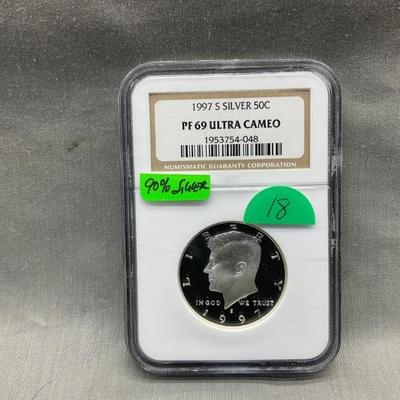 1997 S SILVER 50C
PF 69 ULTRA CAMEO
1953754-048
NUMISMATIC GUARANTY CORPORATION
90% SILVER
18
LIBERTY
IN GOD WE TRUST
S
1997